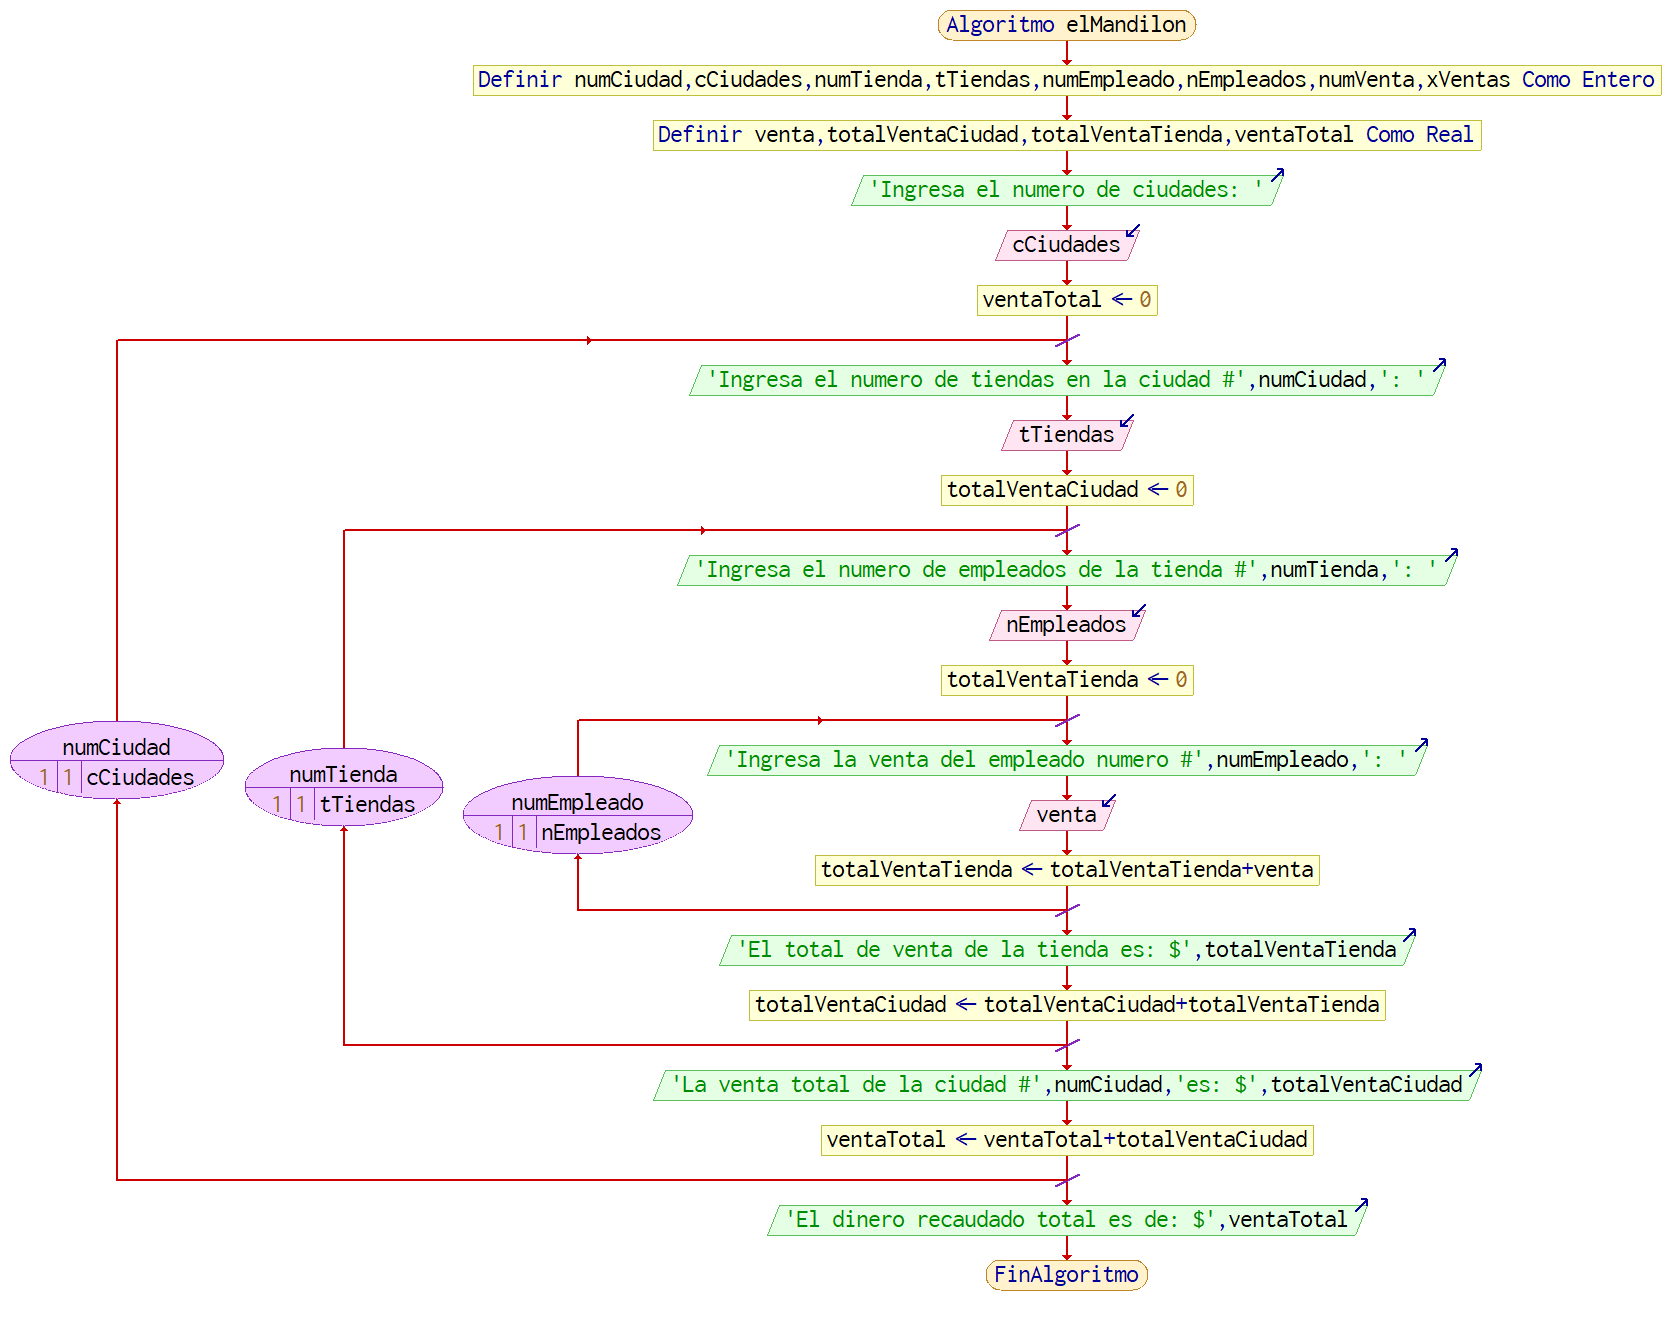 Algoritmo elMandilon
Definir numCiudad,cCiudades,numTienda,tTiendas,numEmpleado,nEmpleados,numVenta,xVentas Como Entero
Definir venta,totalVentaCiudad,totalVentaTienda,ventaTotal Como Real
'Ingresa el numero de ciudades: '
cCiudades
ventaTotal ← 0
'Ingresa el numero de tiendas en la ciudad #',numCiudad,': '
tTiendas
totalVentaCiudad ← 0
'Ingresa el numero de empleados de la tienda #',numTienda,': '
nEmpleados
totalVentaTienda ← 0
numCiudad
1 1 cCiudades
numTienda
1 1 tTiendas
numEmpleado
1 1 nEmpleados
'Ingresa la venta del empleado numero #',numEmpleado,': '
venta
totalVentaTienda ← totalVentaTienda+venta
'El total de venta de la tienda es: $',totalVentaTienda
totalVentaCiudad ← totalVentaCiudad+totalVentaTienda
'La venta total de la ciudad #',numCiudad,'es: $',totalVentaCiudad
ventaTotal ← ventaTotal+totalVentaCiudad
'El dinero recaudado total es de: $',ventaTotal
FinAlgoritmo